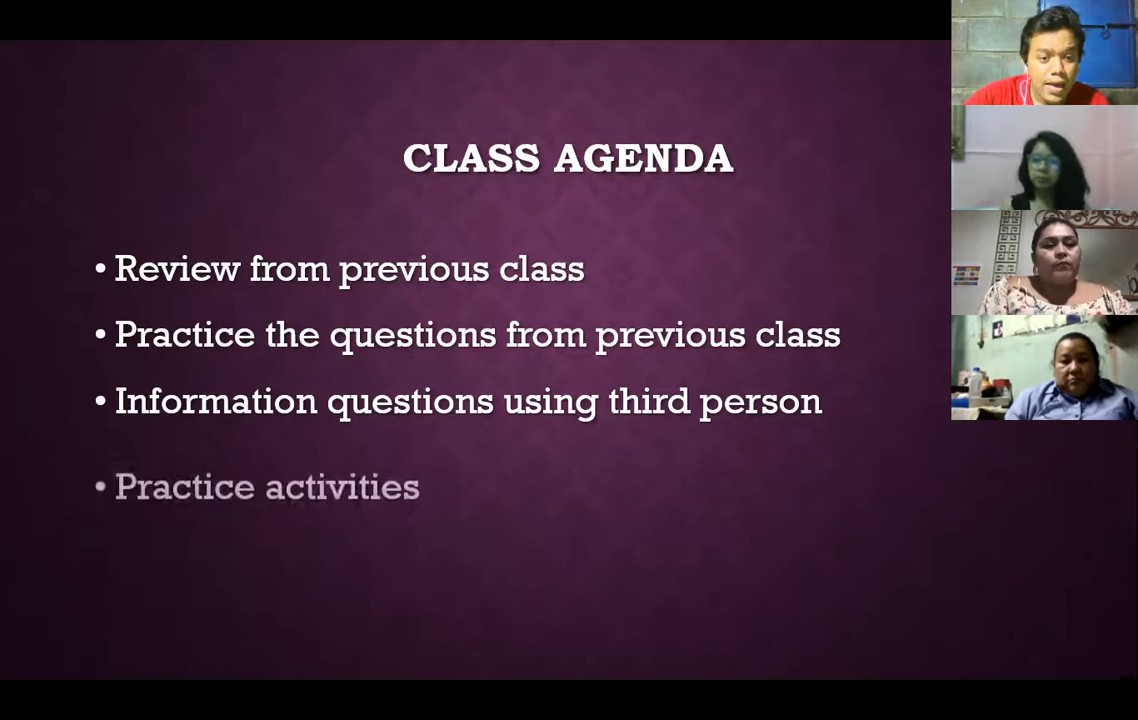 CLASS AGENDA
• Review from previous class
• Practice the questions from previous class
• Information questions using third person
• Practice activities